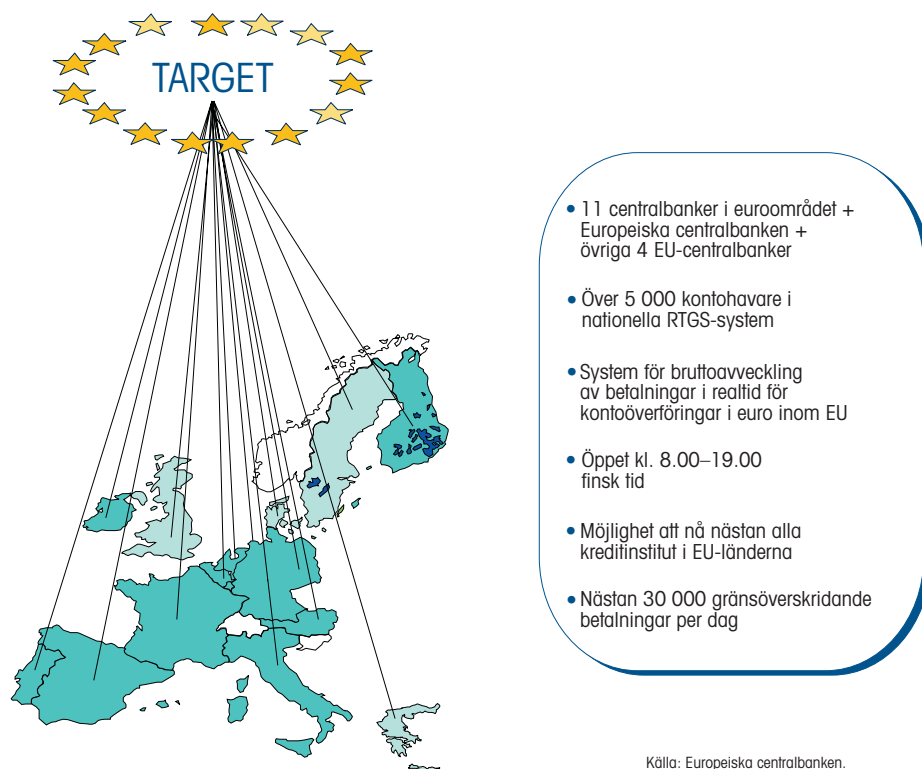 TARGET
• 11 centralbanker i euroområdet +
Europeiska centralbanken +
övriga 4 EU-centralbanker
• Över 5 000 kontohavare i
nationella RTGS-system
• System för bruttoavveckling
av betalningar i realtid för
kontoöverföringar i euro inom EU
• Öppet kl. 8.00–19.00
finsk tid
• Möjlighet att nå nästan alla
kreditinstitut i EU-länderna
• Nästan 30 000 gränsöverskridande
betalningar per dag
Källa: Europeiska centralbanken.